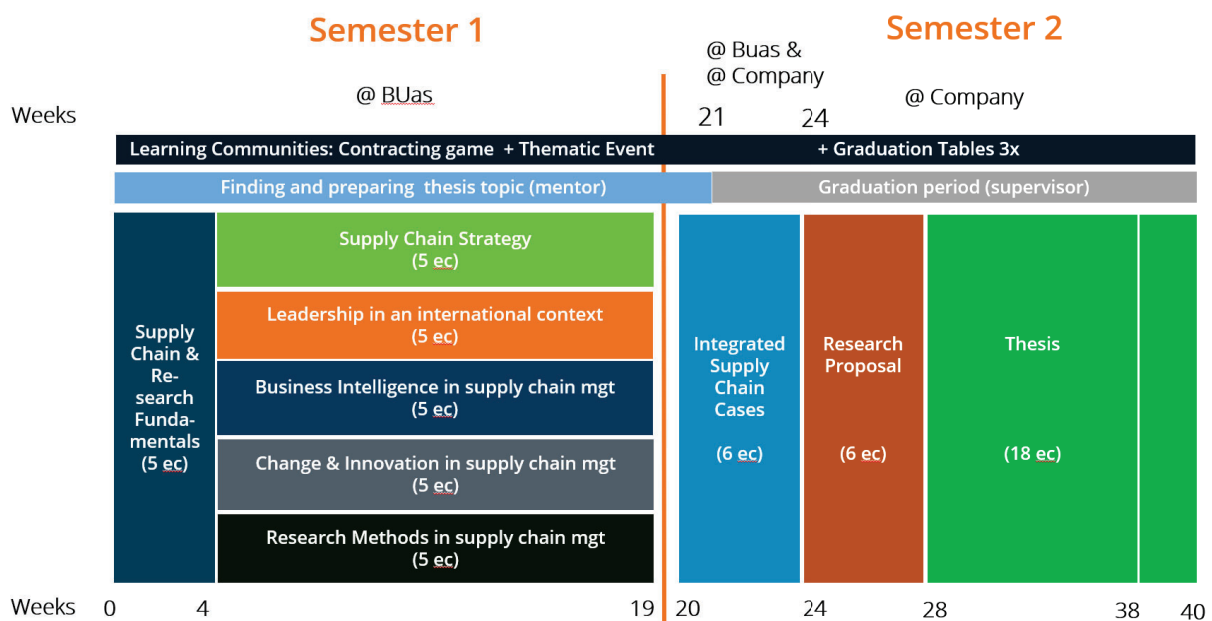 Semester 1
Semester 2
@ Buas &
@ Company
@ BUas
@ Company
Weeks
21
24
Learning Communities: Contracting game + Thematic Event
+ Graduation Tables 3x
Finding and preparing thesis topic (mentor)
Graduation period (supervisor)
Supply
Chain &
Re-
search
Funda-
mentals
(5 ec)
Supply Chain Strategy
(5 ec)
Leadership in an international context
(5 ec)
Business Intelligence in supply chain mgt
(5 ec)
Change & Innovation in supply chain mgt
(5 ec)
Research Methods in supply chain mgt
(5 ec)
Integrated
Supply
Chain
Cases
(6 ec)
Research
Proposal
(6 ec)
Thesis
(18 ec)
Weeks
0
4
19
20
24
28
38
40